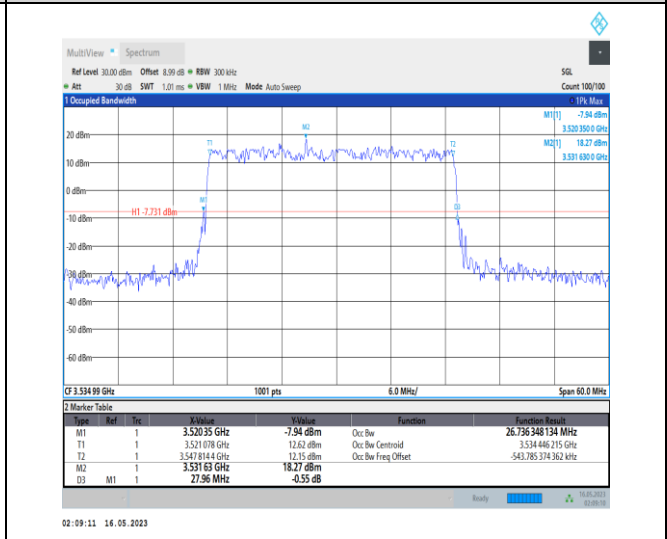 MultiView Spectrum
Ref Level 30.00 dBm Offset 8.99 dB RBW 300 kHz SGL
Att 30 dB SWT 1.01 ms VBW 1 MHz Mode Auto Sweep Count 100/100
1 Occupied Bandwidth 1Pk Max
M1[1] -7.94 dBm
3.520 350 0 GHz
M2[1] 18.27 dBm
3.531 630 0 GHz
M2
20 dBm
T1 T2
10 dBm
0 dBm
M1
D3
H1 -7.731 dBm
-10 dBm
-20 dBm
-30 dBm
-40 dBm
-50 dBm
-60 dBm
CF 3.534 99 GHz 1001 pts 6.0 MHz/ Span 60.0 MHz
2 Marker Table
Type Ref Trc X-Value Y-Value Function Function Result
M1 1 3.520 35 GHz -7.94 dBm Occ Bw 26.736 348 134 MHz
T1 1 3.521 078 GHz 12.62 dBm Occ Bw Centroid 3.534 446 215 GHz
T2 1 3.547 814 4 GHz 12.15 dBm Occ Bw Freq Offset -543.785 374 362 kHz
M2 1 3.531 63 GHz 18.27 dBm
D3 M1 1 27.96 MHz -0.55 dB
Ready 16.05.2023
02:09:10
02:09:11 16.05.2023